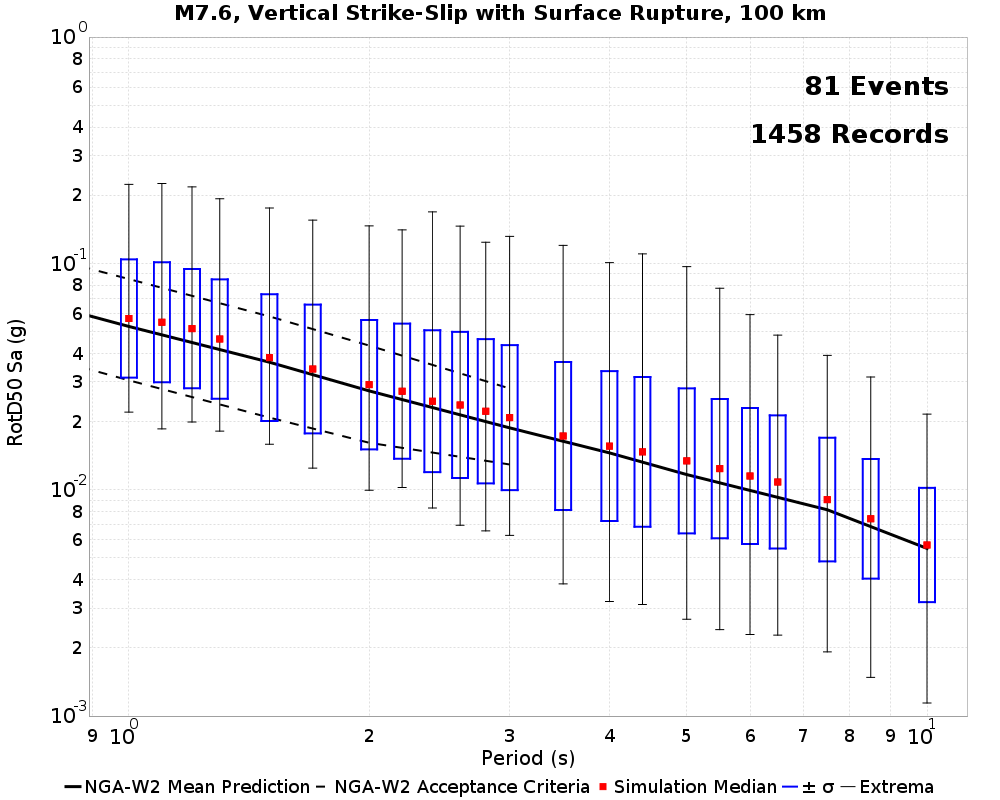 M7.6, Vertical Strike-Slip with Surface Rupture, 100 km
81 Events
1458 Records
RotD50 Sa (g)
10^0
8
6
4
3
2
10^-1
8
6
4
3
2
10^-2
8
6
4
3
2
10^-3
9 10^0 2 3 4 5 6 7 8 9 10^1
Period (s)
NGA-W2 Mean Prediction NGA-W2 Acceptance Criteria Simulation Median ± σ Extrema